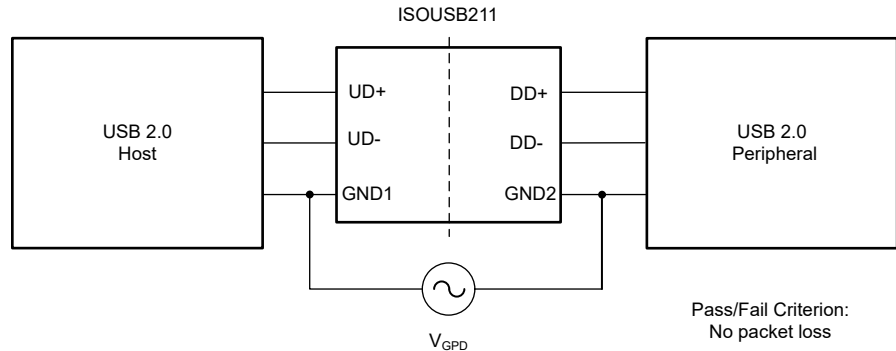 ISOUSB211
USB 2.0
Host
UD+
UD-
GND1
DD+
DD-
GND2
USB 2.0
Peripheral
V_GPD
Pass/Fail Criterion:
No packet loss